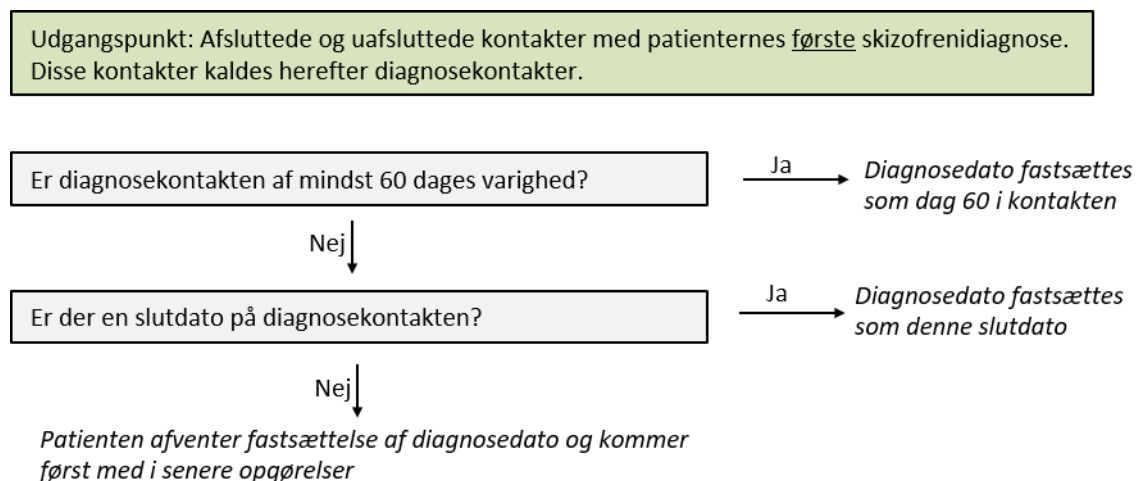 Udgangspunkt: Afsluttede og uafsluttede kontakter med patienternes første skizofrenidiagnose.
Disse kontakter kaldes herefter diagnosekontakter.
Er diagnosekontakten af mindst 60 dages varighed?
Ja
Diagnosedato fastsættes
som dag 60 i kontakten
Nej
Er der en slutdato på diagnosekontakten?
Ja
Diagnosedato fastsættes
som denne slutdato
Nej
Patienten afventer fastsættelse af diagnosedato og kommer
først med i senere opgørelser